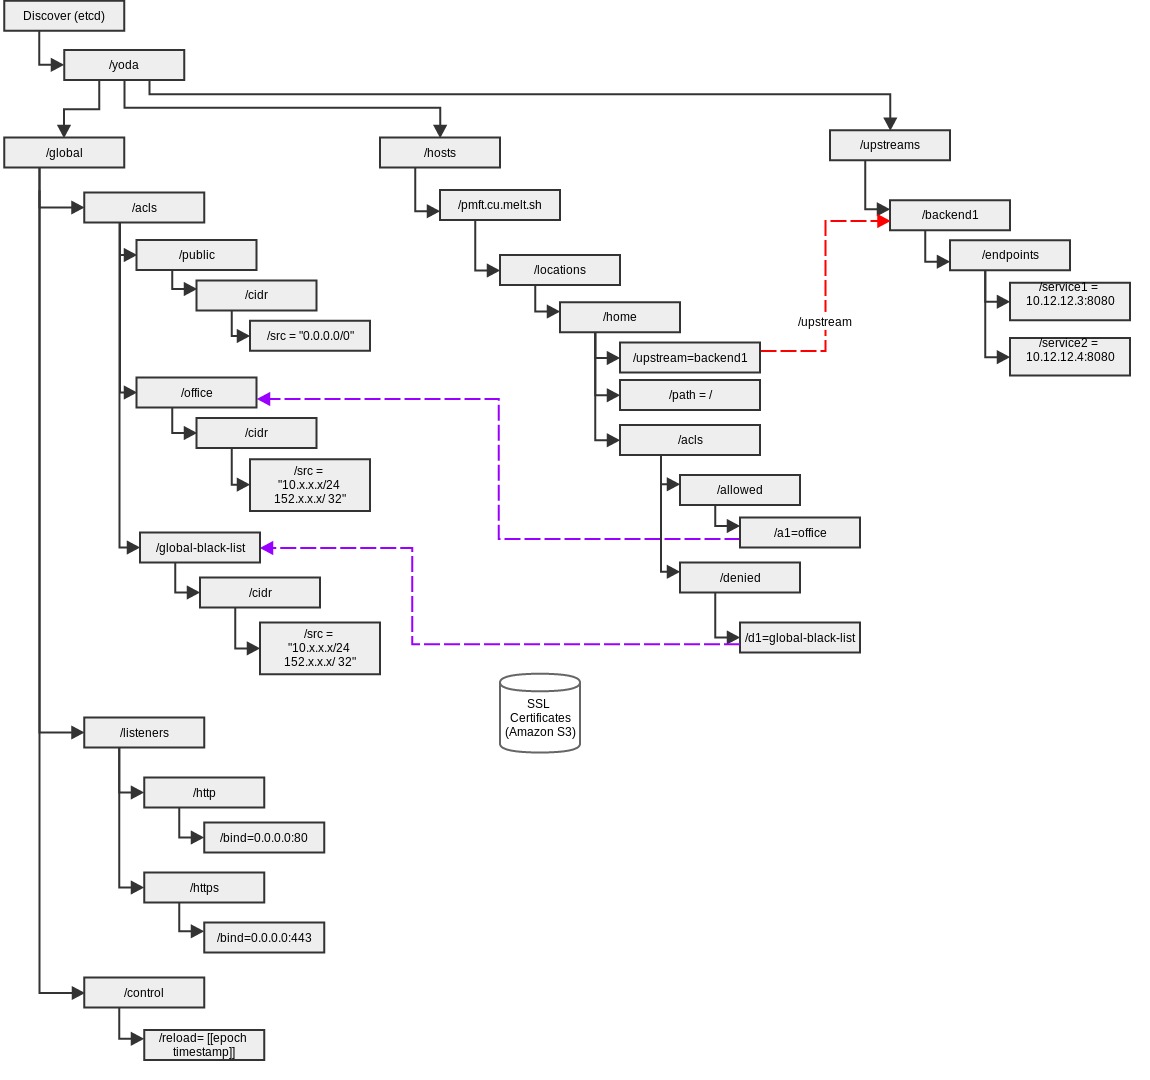 Discover (etcd)
/yoda
/global
/hosts
/upstreams
/acls
/public
/cidr
/src = "0.0.0.0/0"
/office
/cidr
/src =
"10.x.x.x/24
152.x.x.x/ 32"
/global-black-list
/cidr
/src =
"10.x.x.x/24
152.x.x.x/ 32"
/listeners
/http
/bind=0.0.0.0:80
/https
/bind=0.0.0.0:443
/control
/reload= [[epoch
timestamp]]
/pmft.cu.melt.sh
/locations
/home
/upstream=backend1
/path = /
/acls
/allowed
/a1=office
/denied
/d1=global-black-list
SSL
Certificates
(Amazon S3)
/upstream
/backend1
/endpoints
/service1 =
10.12.12.3:8080
/service2 =
10.12.12.4:8080